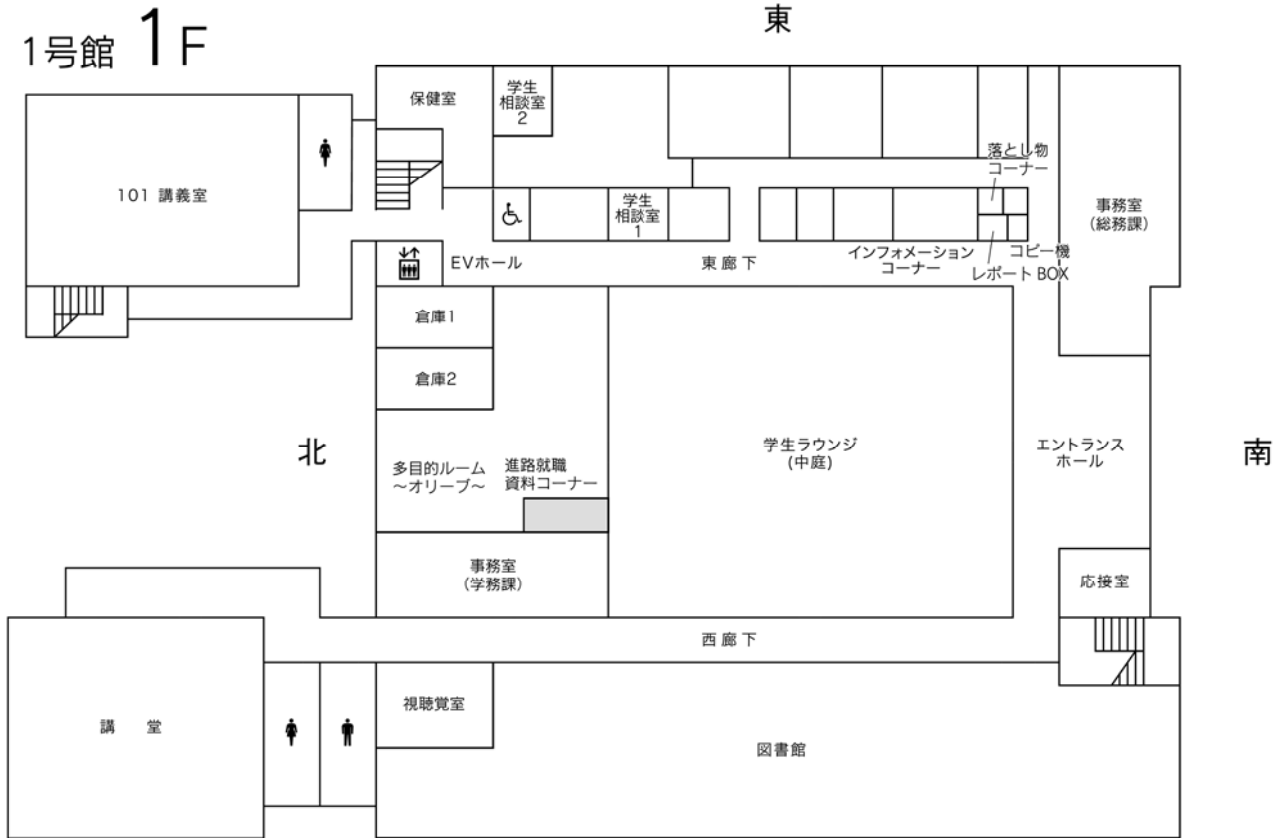 東
1号館 1F
保健室
学生
相談室
2
101 講義室
落とし物
コーナー
学生
相談室
1
事務室
(総務課)
EVホール
東廊下
インフォメーション
コーナー
コピー機
レポート BOX
倉庫1
倉庫2
北
多目的ルーム
～オリーブ～
進路就職
資料コーナー
学生ラウンジ
(中庭)
エントランス
ホール
南
事務室
(学務課)
応接室
西廊下
視聴覚室
講 堂
図書館